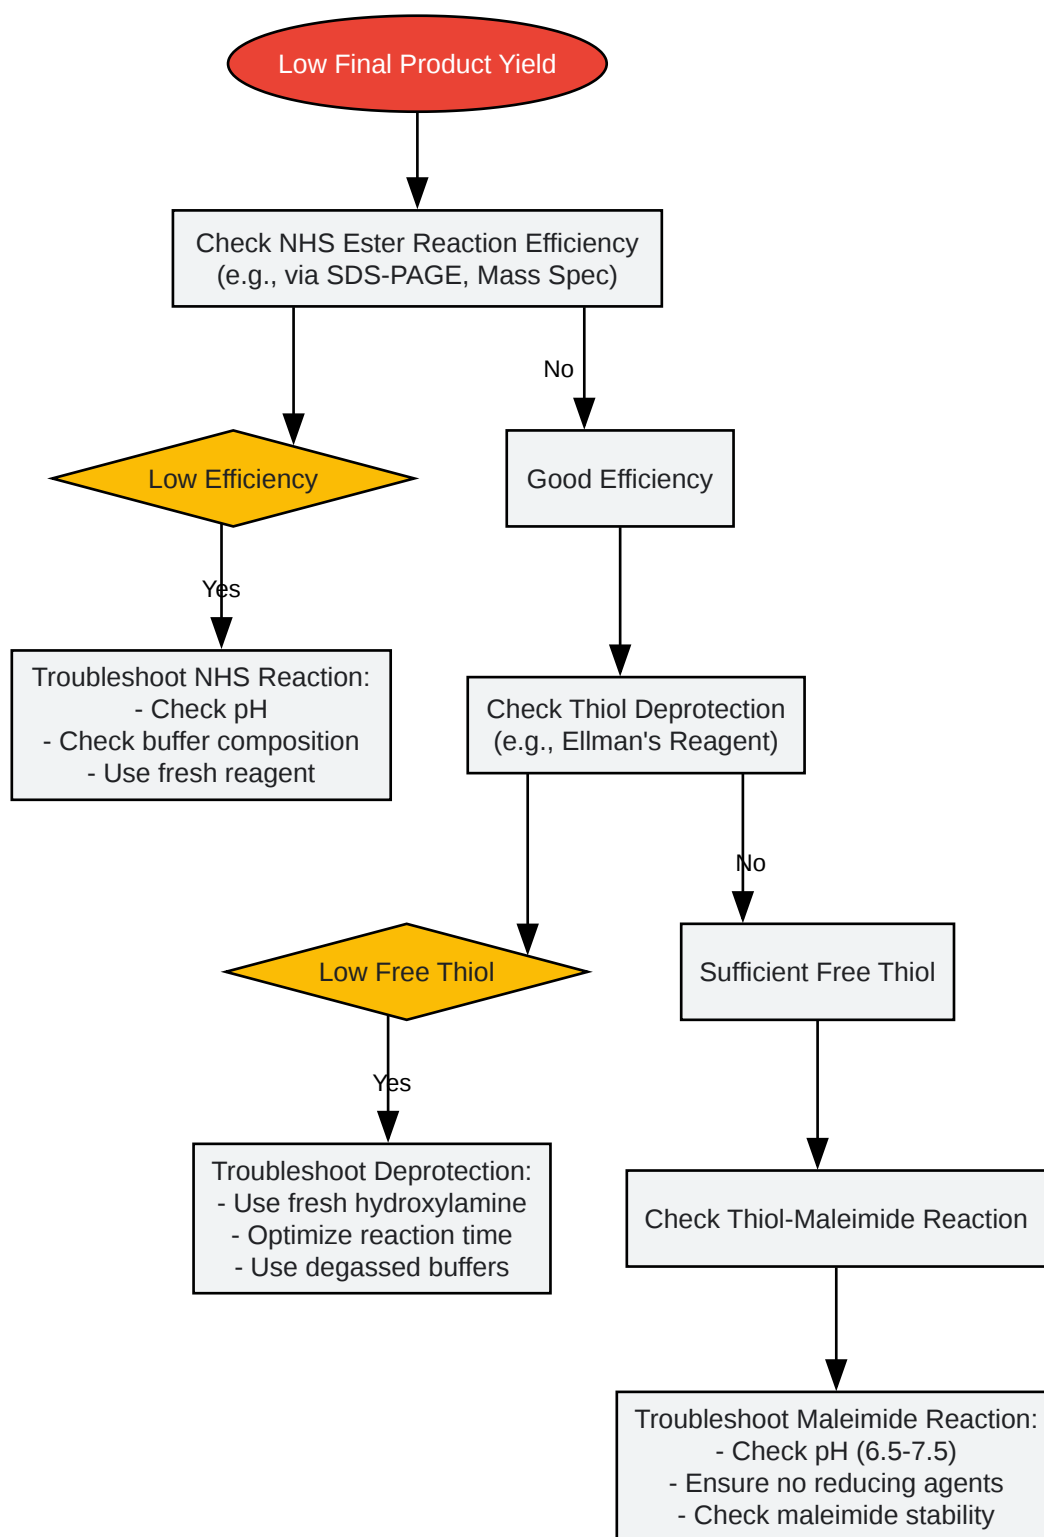 Low Final Product Yield
Check NHS Ester Reaction Efficiency
(e.g., via SDS-PAGE, Mass Spec)
No
Low Efficiency
Good Efficiency
Yes
Troubleshoot NHS Reaction:
- Check pH
- Check buffer composition
- Use fresh reagent
Check Thiol Deprotection
(e.g., Ellman's Reagent)
No
Low Free Thiol
Sufficient Free Thiol
Yes
Troubleshoot Deprotection:
- Use fresh hydroxylamine
- Optimize reaction time
- Use degassed buffers
Check Thiol-Maleimide Reaction
Troubleshoot Maleimide Reaction:
- Check pH (6.5-7.5)
- Ensure no reducing agents
- Check maleimide stability